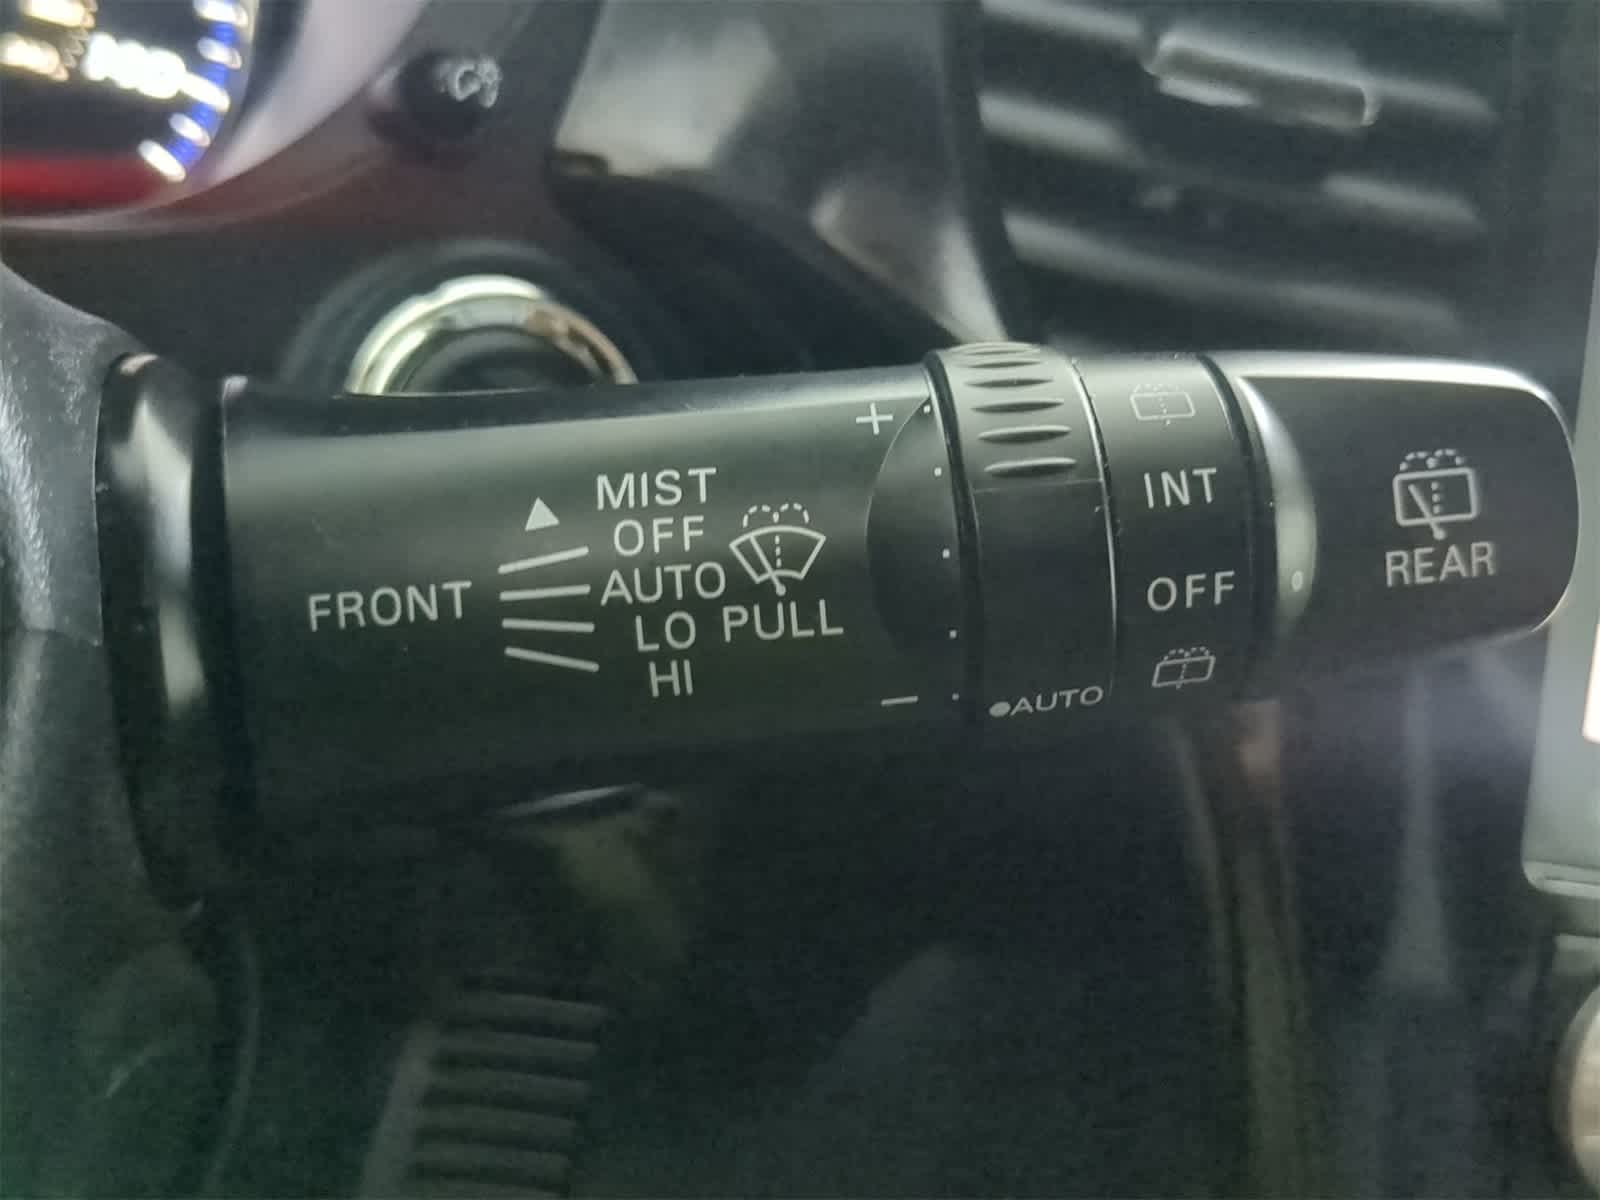 MIST
OFF
AUTO
FRONT
LO PULL
HI
+
−
●AUTO
INT
OFF
REAR